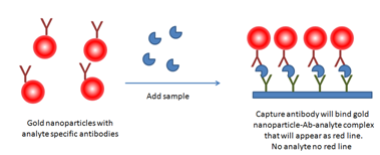 Add sample
Gold nanoparticles with
analyte specific antibodies
Capture antibody will bind gold
nanoparticle-Ab-analyte complex
that will appear as red line.
No analyte no red line